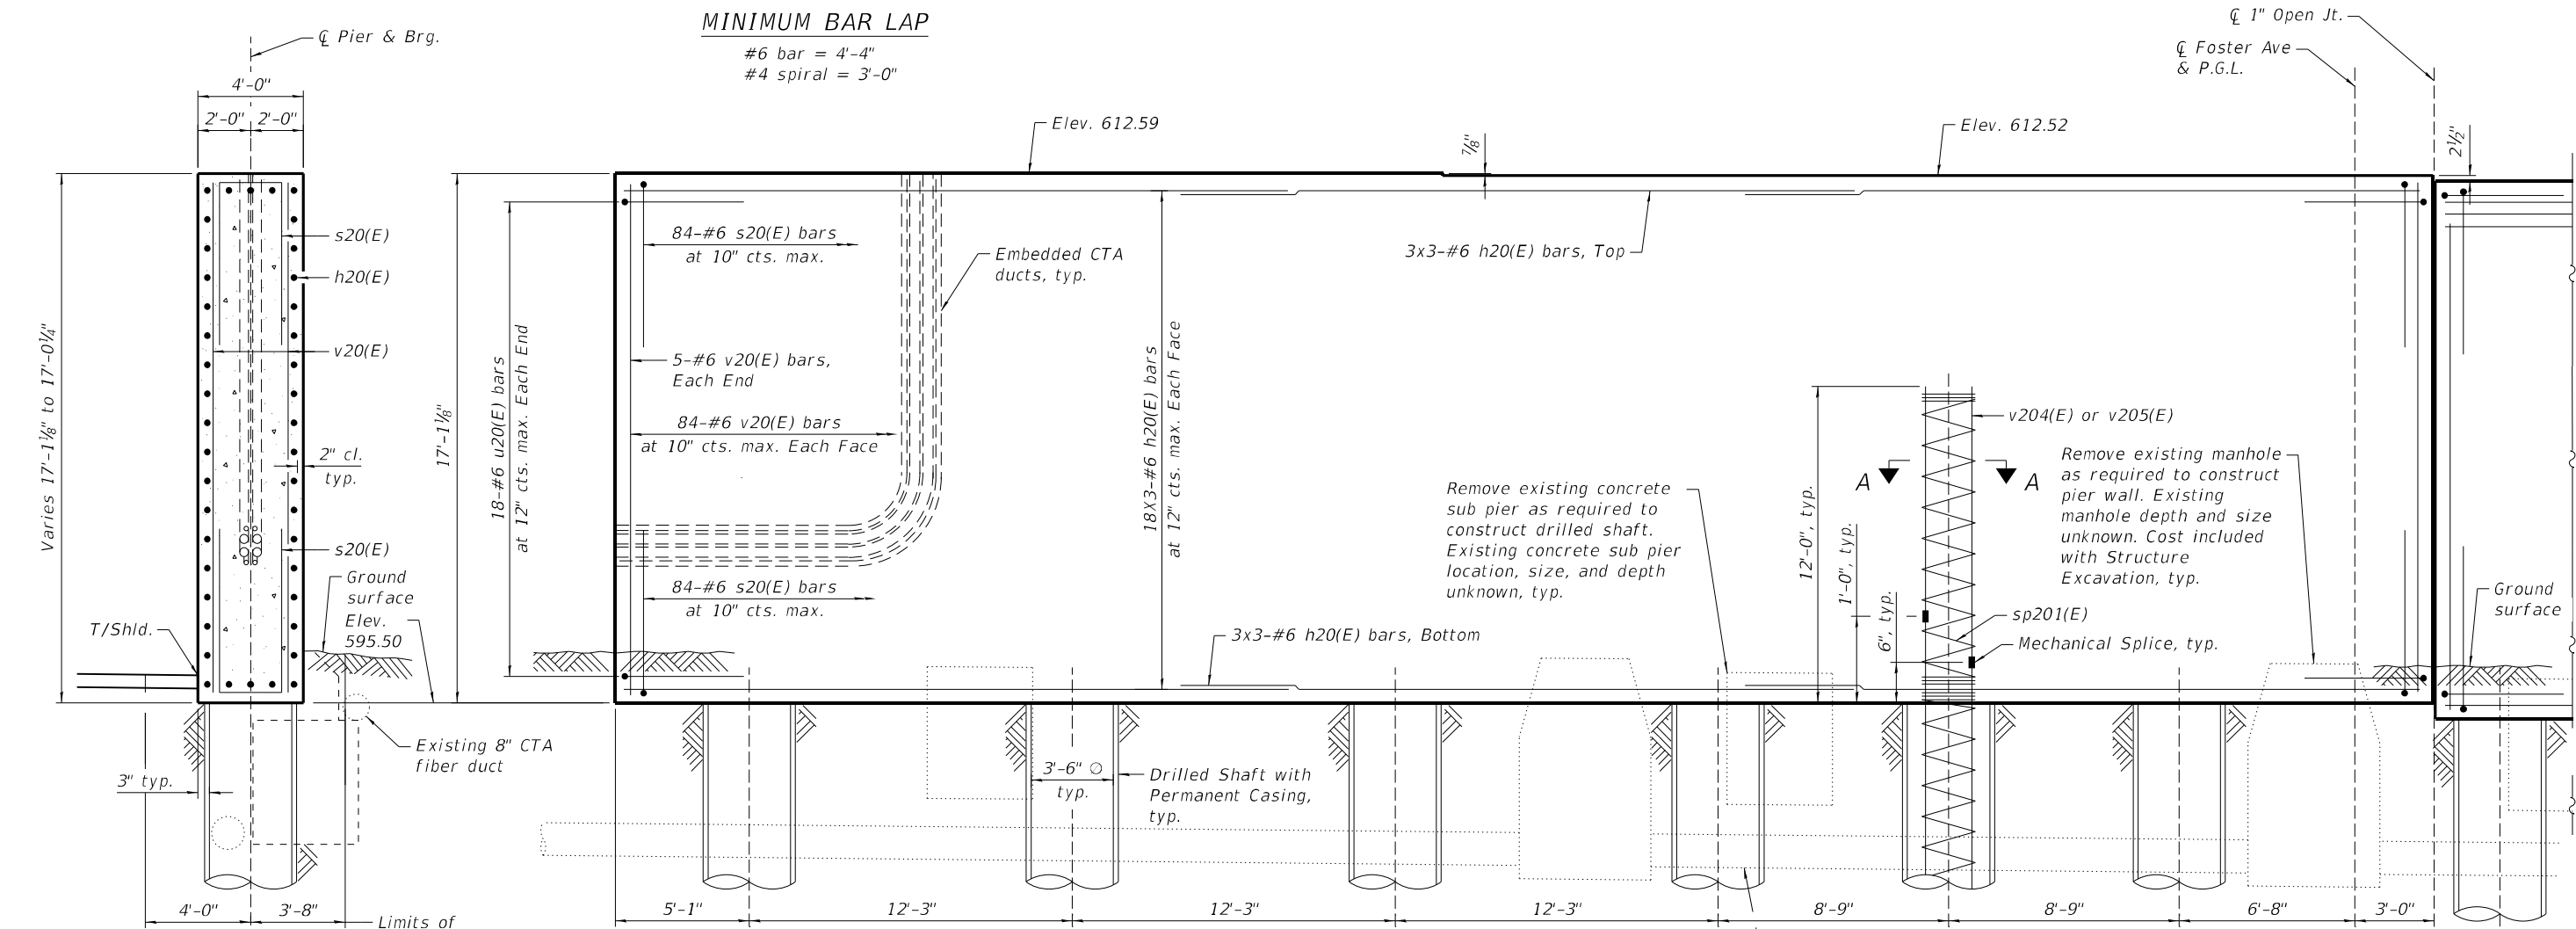 MINIMUM BAR LAP
#6 bar = 4'-4"
#4 spiral = 3'-0"
℄ Pier & Brg.
4'-0"
2'-0"
2'-0"
s20(E)
h20(E)
v20(E)
2" cl.
typ.
s20(E)
Ground
surface
Elev.
595.50
T/Shld.
Varies 17'-1⅛" to 17'-0¼"
3" typ.
Existing 8" CTA
fiber duct
4'-0"
3'-8"
Limits of
17'-1⅛"
18-#6 u20(E) bars
at 12" cts. max. Each End
84-#6 s20(E) bars
at 10" cts. max.
5-#6 v20(E) bars,
Each End
84-#6 v20(E) bars
at 10" cts. max. Each Face
84-#6 s20(E) bars
at 10" cts. max.
Elev. 612.59
Embedded CTA
ducts, typ.
18X3-#6 h20(E) bars
at 12" cts. max. Each Face
3x3-#6 h20(E) bars, Bottom
3'-6" ∅
typ.
Drilled Shaft with
Permanent Casing,
typ.
⅞"
3x3-#6 h20(E) bars, Top
Elev. 612.52
Remove existing concrete
sub pier as required to
construct drilled shaft.
Existing concrete sub pier
location, size, and depth
unknown, typ.
12'-0", typ.
1'-0", typ.
6", typ.
A
A
v204(E) or v205(E)
Remove existing manhole
as required to construct
pier wall. Existing
manhole depth and size
unknown. Cost included
with Structure
Excavation, typ.
sp201(E)
Mechanical Splice, typ.
℄ 1" Open Jt.
℄ Foster Ave
& P.G.L.
2½"
Ground
surface
5'-1"
12'-3"
12'-3"
12'-3"
8'-9"
8'-9"
6'-8"
3'-0"